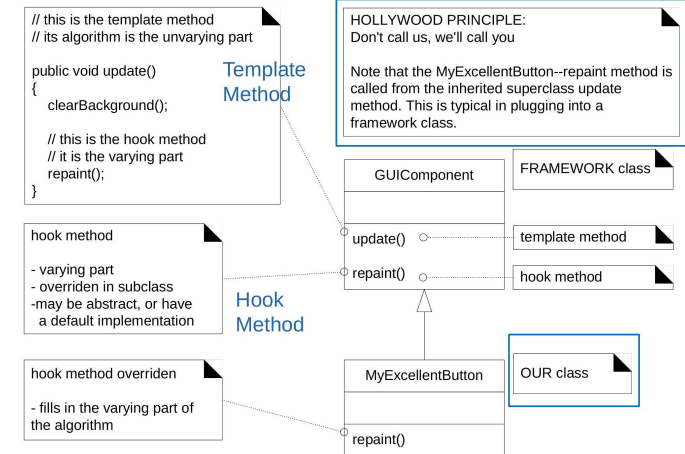 // this is the template method
// its algorithm is the unvarying part
public void update()
{
clearBackground();
// this is the hook method
// it is the varying part
repaint();
}
Template
Method
HOLLYWOOD PRINCIPLE:
Don't call us, we'll call you
Note that the MyExcellentButton--repaint method is
called from the inherited superclass update
method. This is typical in plugging into a
framework class.
GUIComponent
FRAMEWORK class
update()
template method
repaint()
hook method
hook method
- varying part
- overriden in subclass
-may be abstract, or have
a default implementation
Hook
Method
hook method overriden
- fills in the varying part of
the algorithm
MyExcellentButton
OUR class
repaint()